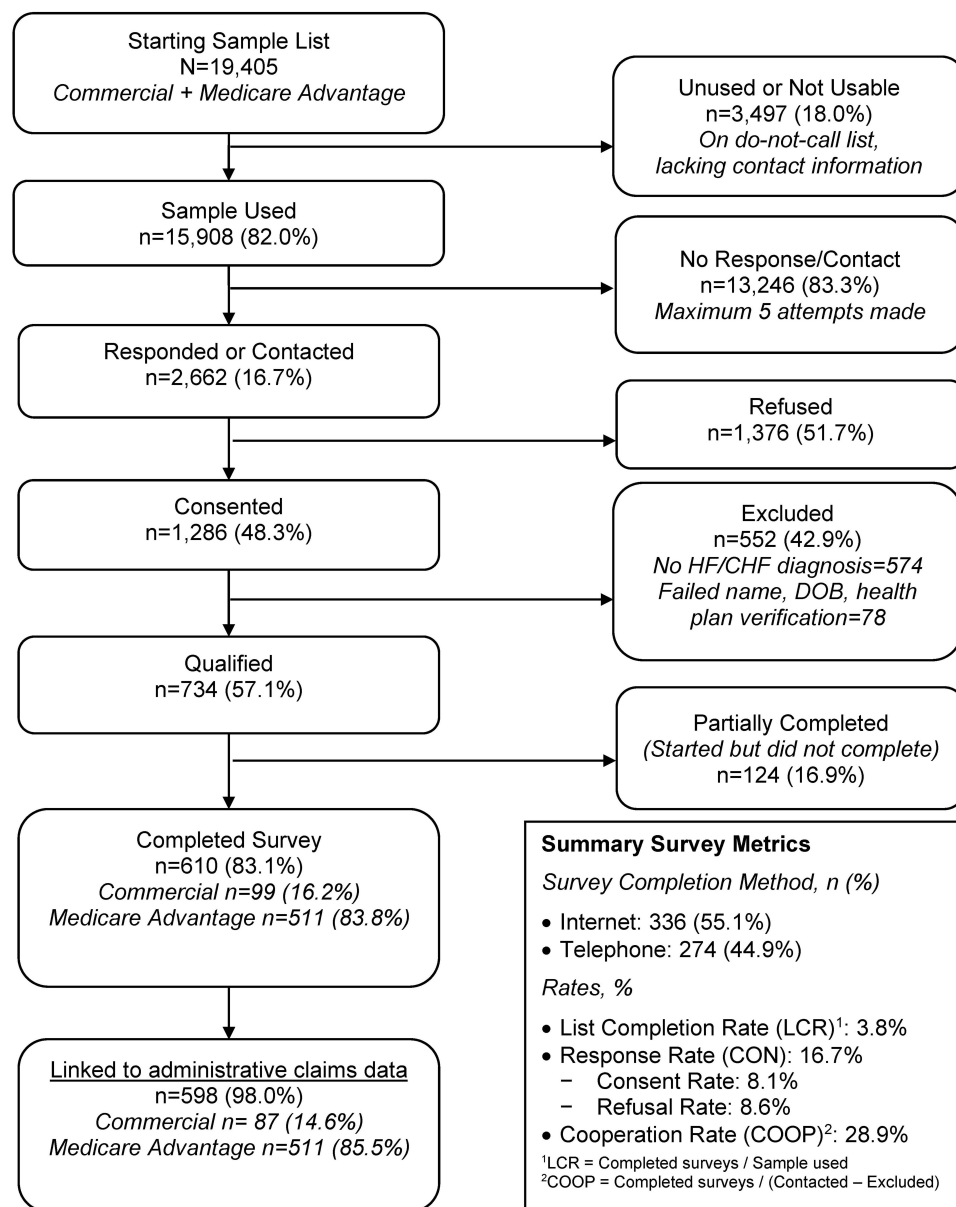 Starting Sample List
N=19,405
Commercial + Medicare Advantage
Unused or Not Usable
n=3,497 (18.0%)
On do-not-call list,
lacking contact information
Sample Used
n=15,908 (82.0%)
No Response/Contact
n=13,246 (83.3%)
Maximum 5 attempts made
Responded or Contacted
n=2,662 (16.7%)
Refused
n=1,376 (51.7%)
Consented
n=1,286 (48.3%)
Excluded
n=552 (42.9%)
No HF/CHF diagnosis=574
Failed name, DOB, health
plan verification=78
Qualified
n=734 (57.1%)
Partially Completed
(Started but did not complete)
n=124 (16.9%)
Completed Survey
n=610 (83.1%)
Commercial n=99 (16.2%)
Medicare Advantage n=511 (83.8%)
Linked to administrative claims data
n=598 (98.0%)
Commercial n= 87 (14.6%)
Medicare Advantage n=511 (85.5%)
Summary Survey Metrics
Survey Completion Method, n (%)
• Internet: 336 (55.1%)
• Telephone: 274 (44.9%)
Rates, %
• List Completion Rate (LCR)¹: 3.8%
• Response Rate (CON): 16.7%
− Consent Rate: 8.1%
− Refusal Rate: 8.6%
• Cooperation Rate (COOP)²: 28.9%
¹LCR = Completed surveys / Sample used
²COOP = Completed surveys / (Contacted – Excluded)